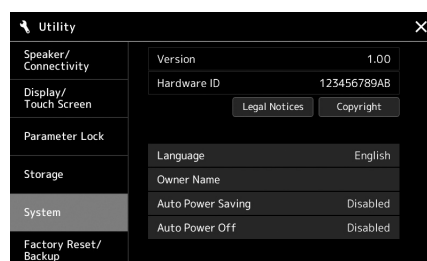 Utility
Speaker/
Connectivity
Display/
Touch Screen
Parameter Lock
Storage
System
Factory Reset/
Backup
Version 1.00
Hardware ID 123456789AB
Legal Notices Copyright
Language English
Owner Name
Auto Power Saving Disabled
Auto Power Off Disabled